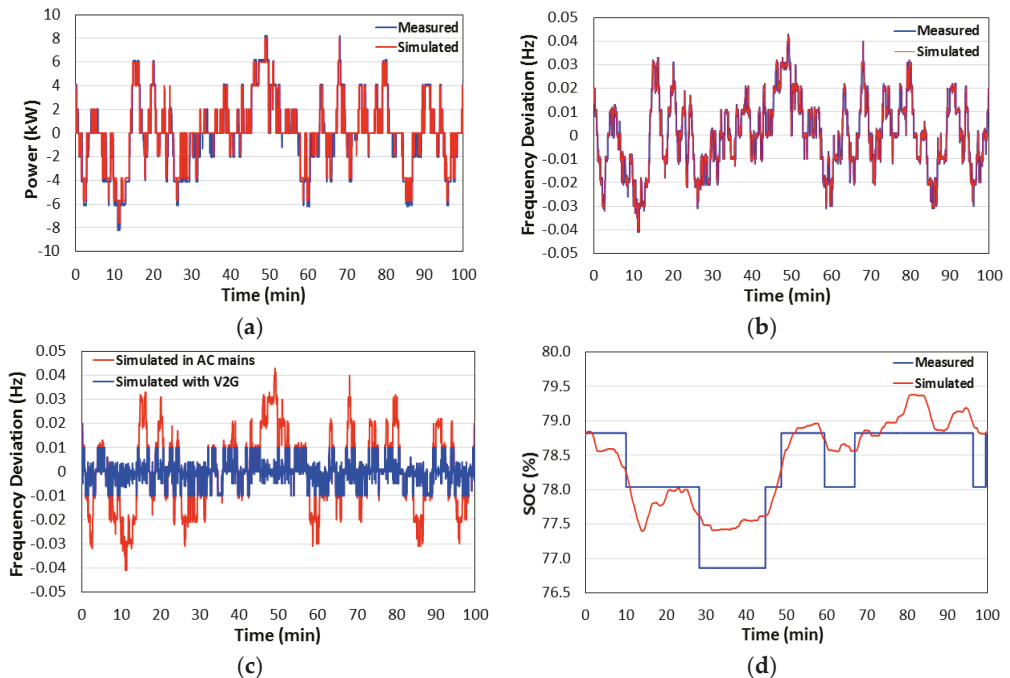 10
8
6
4
2
0
-2
-4
-6
-8
-10
Power (kW)
Measured
Simulated
0 10 20 30 40 50 60 70 80 90 100
Time (min)
(a)
0.05
0.04
0.03
0.02
0.01
0
-0.01
-0.02
-0.03
-0.04
-0.05
Frequency Deviation (Hz)
Measured
Simulated
0 10 20 30 40 50 60 70 80 90 100
Time (min)
(b)
0.05
0.04
0.03
0.02
0.01
0
-0.01
-0.02
-0.03
-0.04
-0.05
Frequency Deviation (Hz)
Simulated in AC mains
Simulated with V2G
0 10 20 30 40 50 60 70 80 90 100
Time (min)
(c)
80.0
79.5
79.0
78.5
78.0
77.5
77.0
76.5
SOC (%)
Measured
Simulated
0 10 20 30 40 50 60 70 80 90 100
Time (min)
(d)